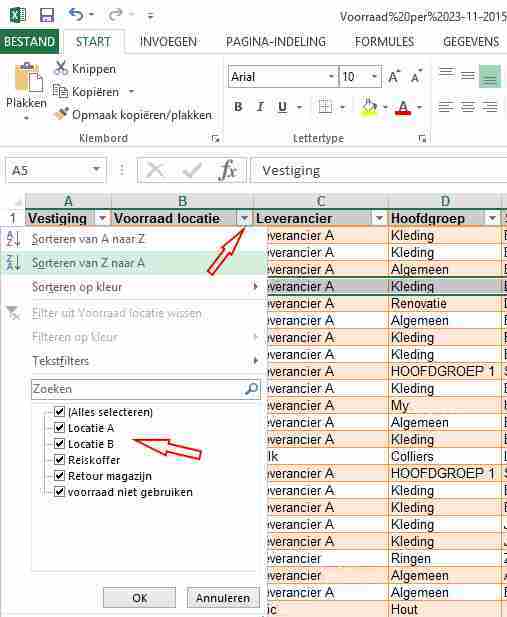 Voorraad%20per%2023-11-2015
BESTAND START INVOEGEN PAGINA-INDELING FORMULES GEGEVENS
Plakken
Knippen
Kopiëren
Opmaak kopiëren/plakken
Klembord
Arial 10 A A
B I U A
Lettertype
A5 fx Vestiging
A B C D
1 Vestiging Voorraad locatie Leverancier Hoofdgroep
Sorteren van A naar Z
Sorteren van Z naar A
Sorteren op kleur
Filter uit Voorraad locatie wissen
Filteren op kleur
Tekstfilters
Zoeken
(Alles selecteren)
Locatie A
Locatie B
Reiskoffer
Retour magazijn
voorraad niet gebruiken
OK Annuleren
everancier A Kleding
everancier A Kleding
everancier A Algemeen
everancier A Kleding
everancier A Renovatie
everancier A Algemeen
everancier A Kleding
everancier A Kleding
everancier A HOOFDGROEP 1
everancier A Kleding
everancier A My
everancier A Algemeen
everancier A Kleding
lk Colliers
everancier A HOOFDGROEP 1
everancier A Kleding
everancier A Kleding
everancier A Kleding
everancier A Kleding
everancier Ringen
everancier Algemeen
everancier A Algemeen
ic Hout